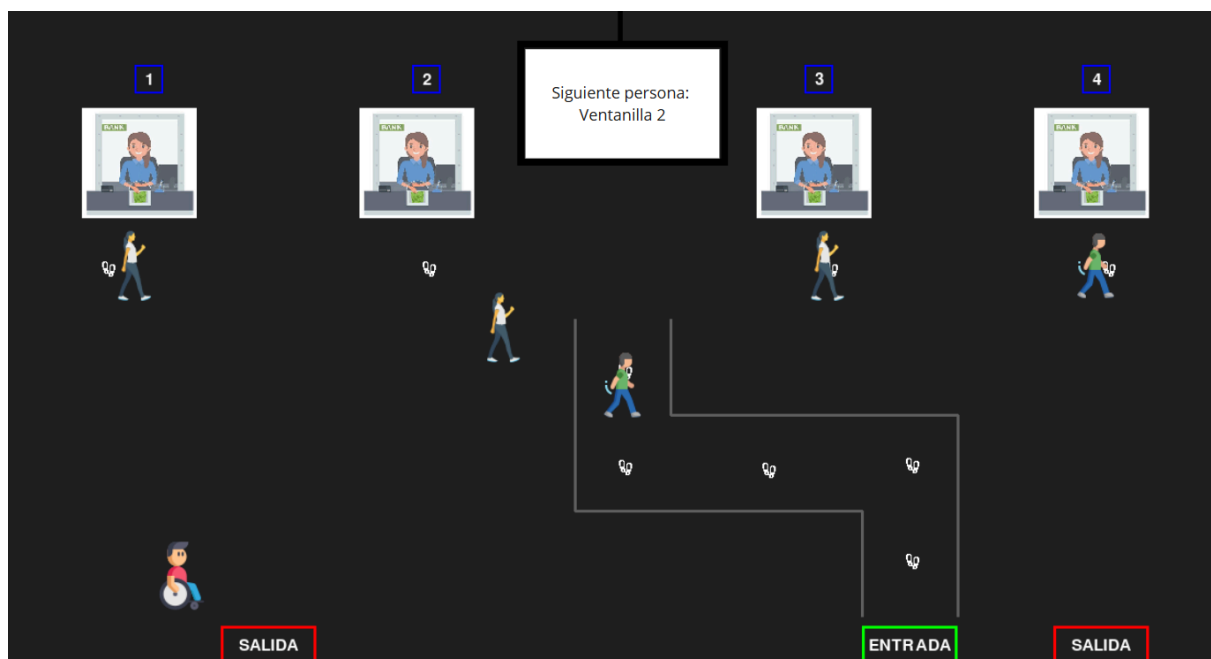 1
2
Siguiente persona:
Ventanilla 2
3
4
SALIDA
ENTRADA
SALIDA